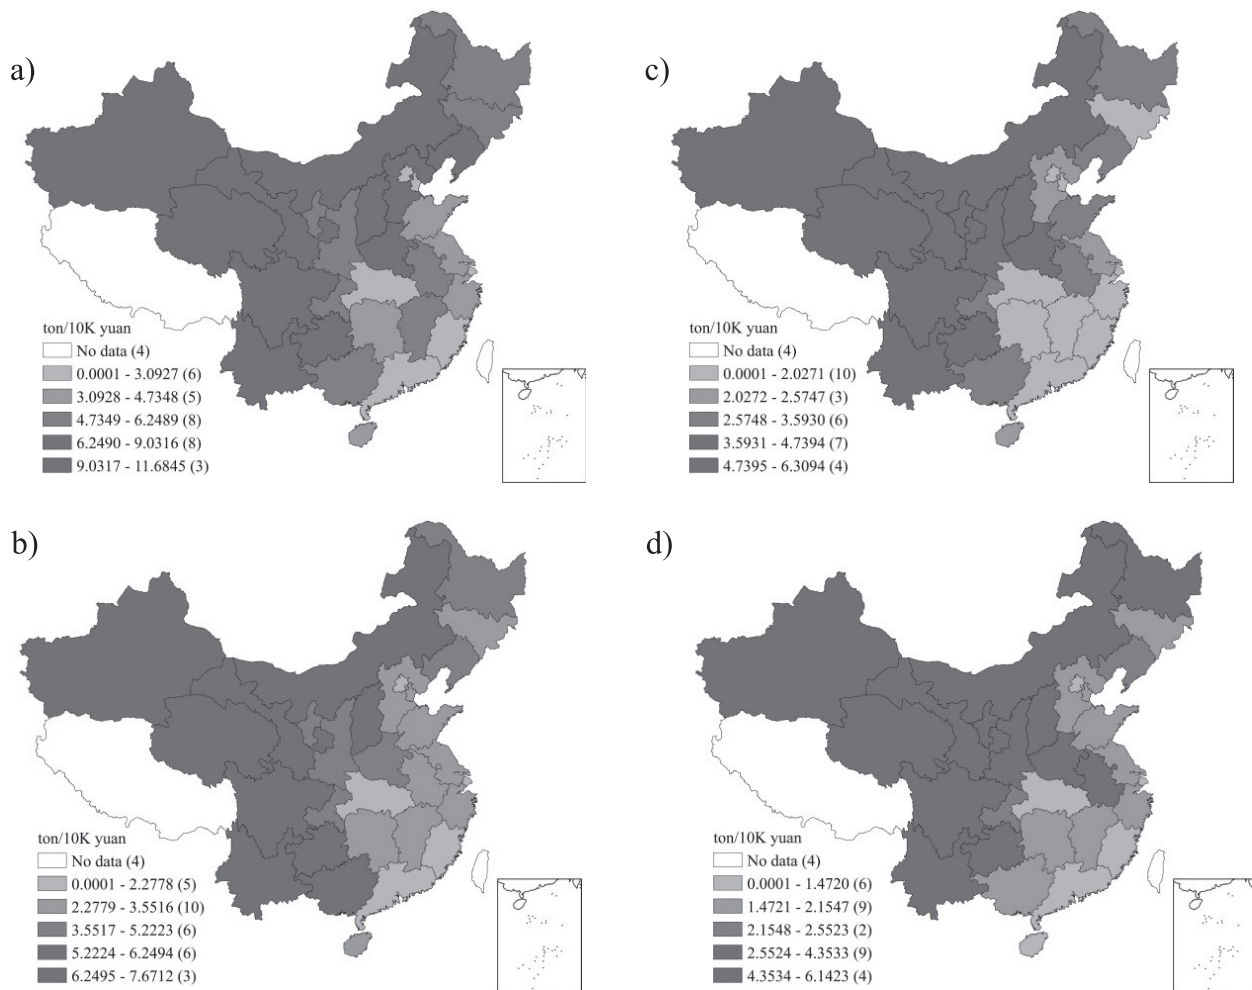 a)
ton/10K yuan
No data (4)
0.0001 - 3.0927 (6)
3.0928 - 4.7348 (5)
4.7349 - 6.2489 (8)
6.2490 - 9.0316 (8)
9.0317 - 11.6845 (3)
c)
ton/10K yuan
No data (4)
0.0001 - 2.0271 (10)
2.0272 - 2.5747 (3)
2.5748 - 3.5930 (6)
3.5931 - 4.7394 (7)
4.7395 - 6.3094 (4)
b)
ton/10K yuan
No data (4)
0.0001 - 2.2778 (5)
2.2779 - 3.5516 (10)
3.5517 - 5.2223 (6)
5.2224 - 6.2494 (6)
6.2495 - 7.6712 (3)
d)
ton/10K yuan
No data (4)
0.0001 - 1.4720 (6)
1.4721 - 2.1547 (9)
2.1548 - 2.5523 (2)
2.5524 - 4.3533 (9)
4.3534 - 6.1423 (4)